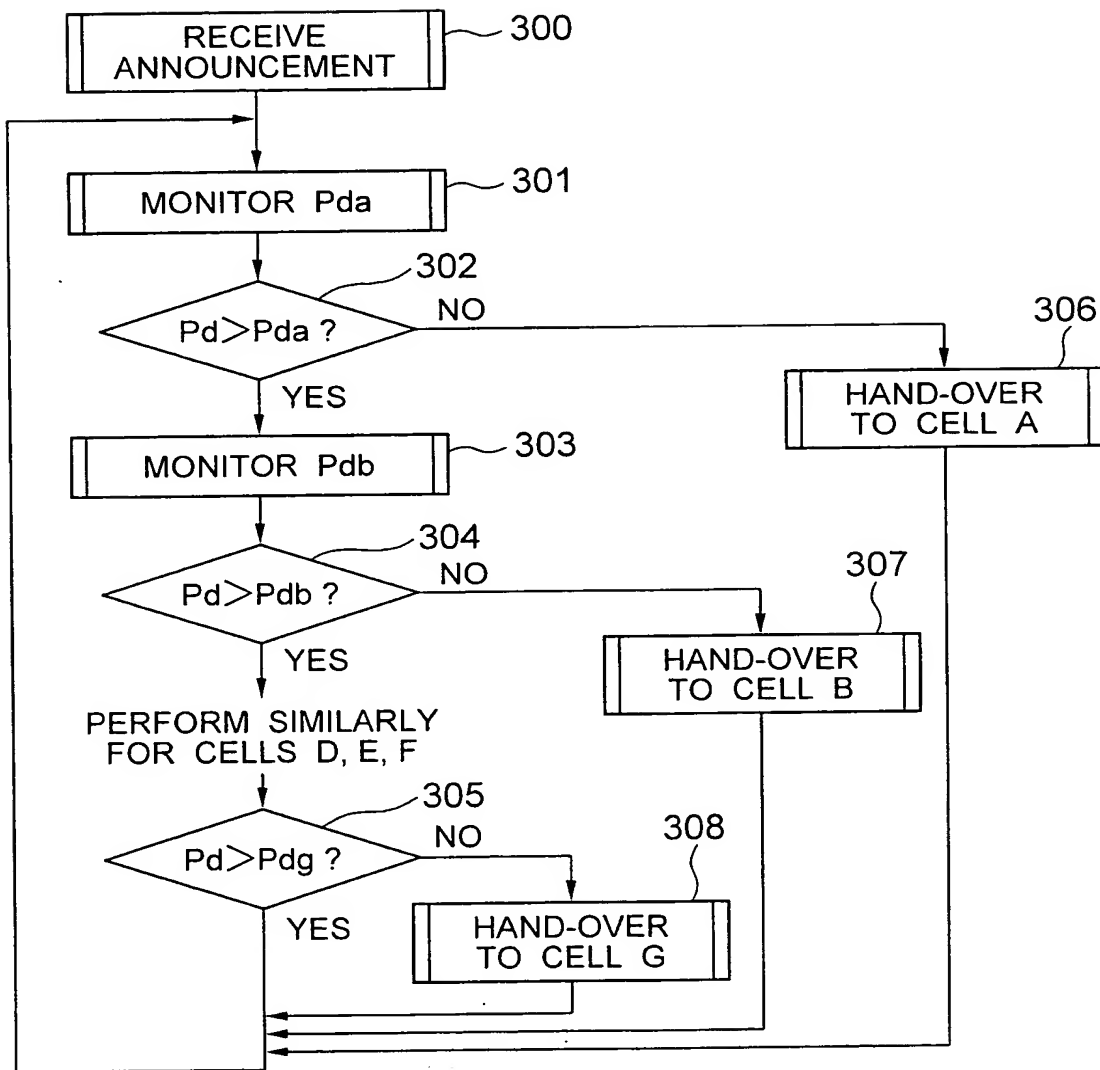 RECEIVE
ANNOUNCEMENT
300
MONITOR Pda
301
302
Pd>Pda ?
NO
YES
306
HAND-OVER
TO CELL A
MONITOR Pdb
303
304
Pd>Pdb ?
NO
YES
307
HAND-OVER
TO CELL B
PERFORM SIMILARLY
FOR CELLS D, E, F
305
Pd>Pdg ?
NO
YES
308
HAND-OVER
TO CELL G